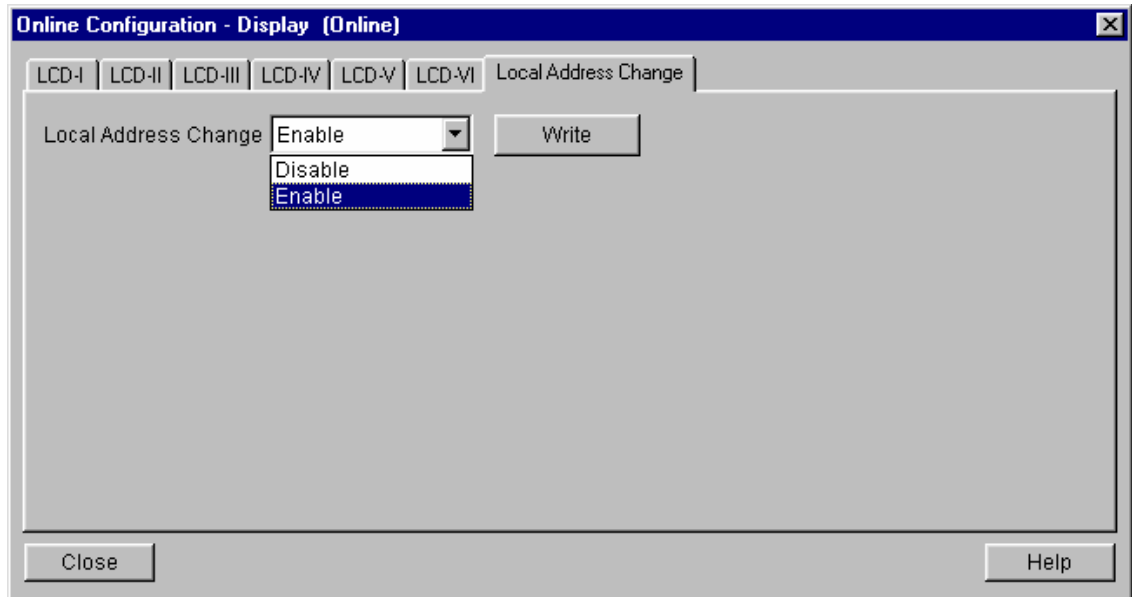 Online Configuration - Display (Online)
LCD-I LCD-II LCD-III LCD-IV LCD-V LCD-VI Local Address Change
Local Address Change Enable Write
Disable
Enable
Close Help